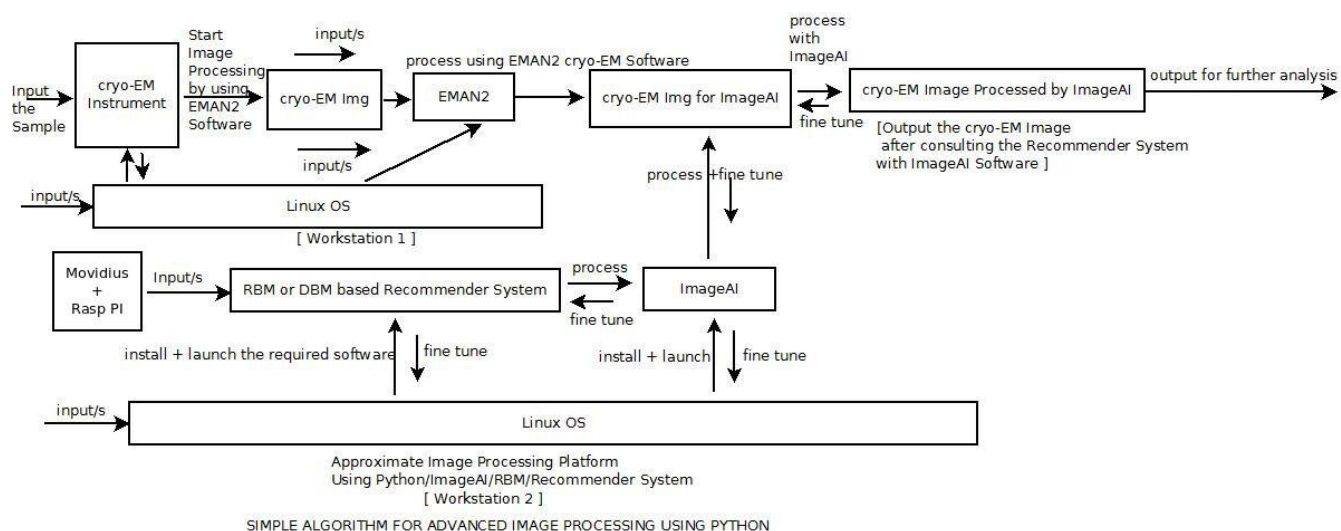 Input
the
Sample
cryo-EM
Instrument
Start
Image
Processing
by using
EMAN2
Software
input/s
cryo-EM Img
input/s
process using EMAN2 cryo-EM Software
EMAN2
cryo-EM Img for ImageAI
process
with
ImageAI
fine tune
cryo-EM Image Processed by ImageAI
output for further analysis
[Output the cryo-EM Image
after consulting the Recommender System
with ImageAI Software ]
input/s
Linux OS
[ Workstation 1 ]
process +fine tune
Movidius
+
Rasp PI
Input/s
RBM or DBM based Recommender System
process
fine tune
ImageAI
install + launch the required software
fine tune
install + launch
fine tune
input/s
Linux OS
Approximate Image Processing Platform
Using Python/ImageAI/RBM/Recommender System
[ Workstation 2 ]
SIMPLE ALGORITHM FOR ADVANCED IMAGE PROCESSING USING PYTHON